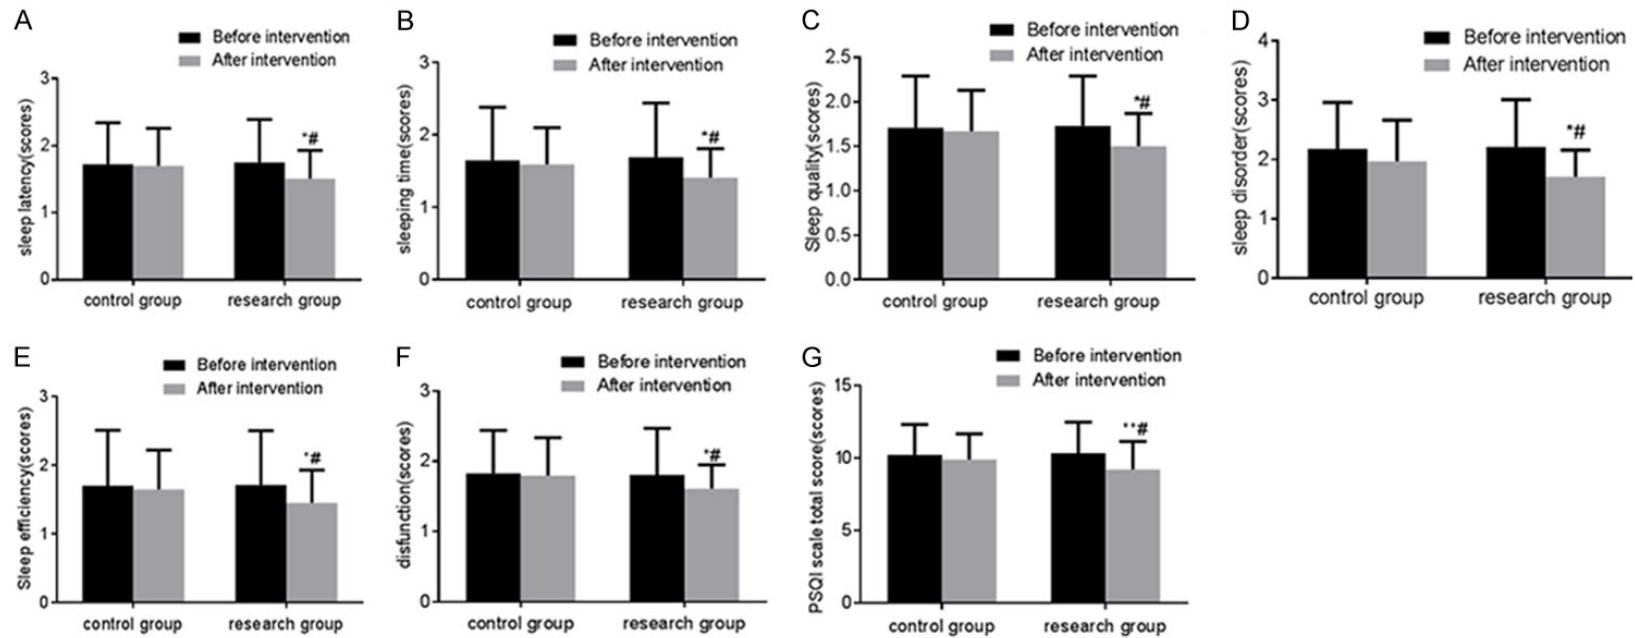 A
Before intervention
After intervention
sleep latency(scores)
3
2
1
0
*#
control group
research group
B
Before intervention
After intervention
sleeping time(scores)
3
2
1
0
*#
control group
research group
C
Before intervention
After intervention
Sleep quality(scores)
2.5
2.0
1.5
1.0
0.5
0.0
*#
control group
research group
D
Before intervention
After intervention
sleep disorder(scores)
4
3
2
1
0
*#
control group
research group
E
Before intervention
After intervention
Sleep efficiency(scores)
3
2
1
0
*#
control group
research group
F
Before intervention
After intervention
disfunction(scores)
3
2
1
0
*#
control group
research group
G
Before intervention
After intervention
PSQI scale total score(scores)
15
10
5
0
**#
control group
research group